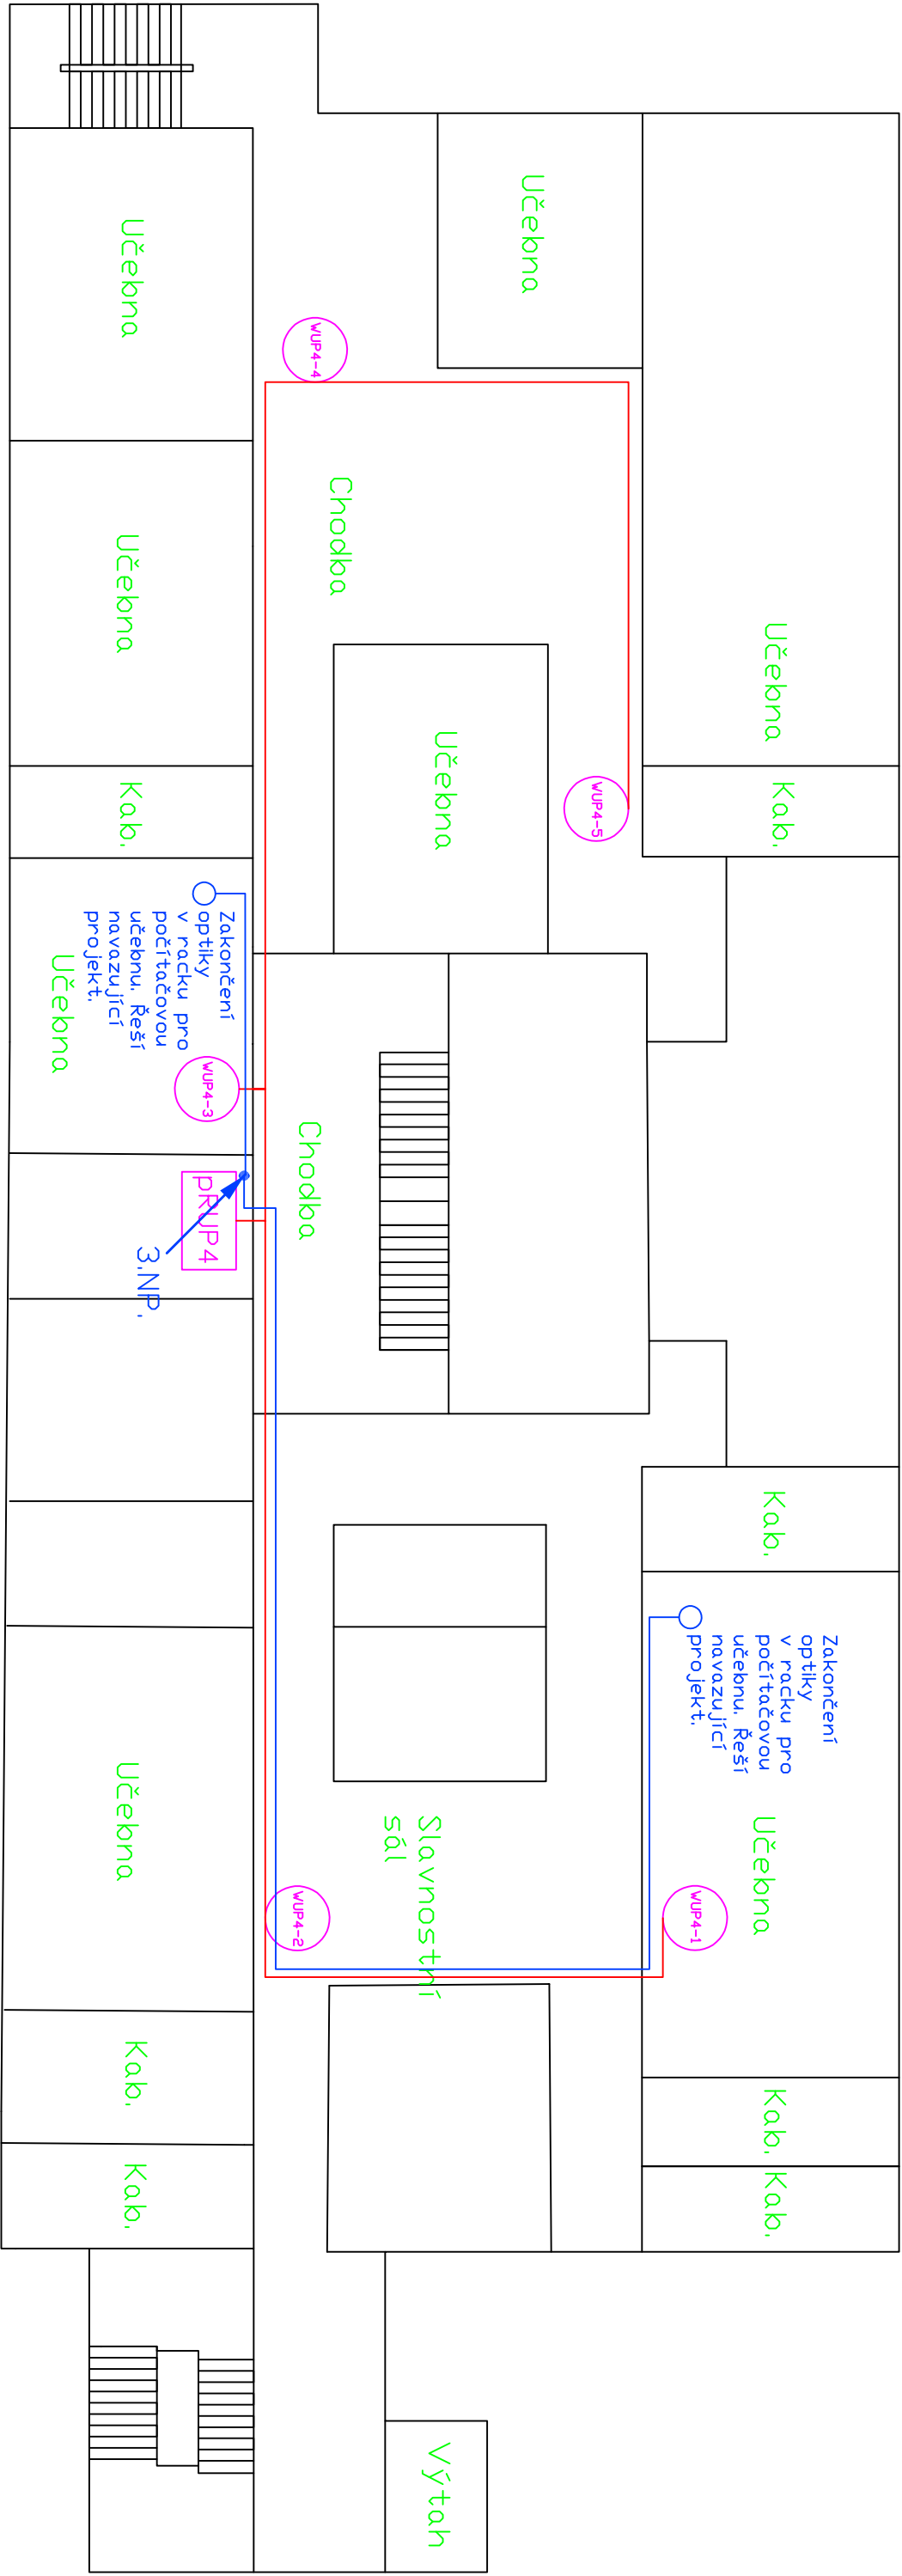 Učebna
Kab.
Kab.
Zakončení
optiky
v racku pro
počítačovou
učebnu. Řeší
navazující
projekt.
Učebna
Kab.
Kab.
WUP4-1
Učebna
WUP4-5
Učebna
Slavnostní
sál
Výtah
Chodba
WUP4-4
Chodba
WUP4-2
Zakončení
optiky
v racku pro
počítačovou
učebnu. Řeší
navazující
projekt.
WUP4-3
pRUP4
3.NP.
Učebna
Učebna
Kab.
Učebna
Učebna
Kab.
Kab.